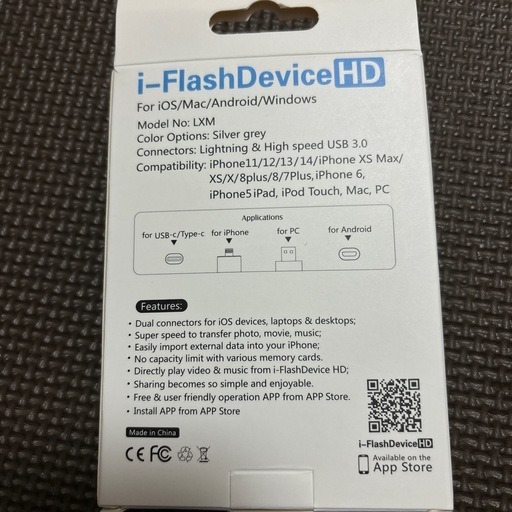 i-FlashDevice HD
For iOS/Mac/Android/Windows
Model No: LXM
Color Options: Silver grey
Connectors: Lightning & High speed USB 3.0
Compatibility: iPhone11/12/13/14/iPhone XS Max/
XS/X/8plus/8/7Plus, iPhone 6,
iPhone5 iPad, iPod Touch, Mac, PC
Applications
for USB-c/Type-c for iPhone for PC for Android
Features:
• Dual connectors for iOS devices, laptops & desktops;
• Super speed to transfer photo, movie, music;
• Easily import external data into your iPhone;
• No capacity limit with various memory cards.
• Directly play video & music from i-FlashDevice HD;
• Sharing becomes so simple and enjoyable.
• Free & user friendly operation APP from APP Store.
• Install APP from APP Store
Made in China
CE FC
i-FlashDevice HD
Available on the
App Store